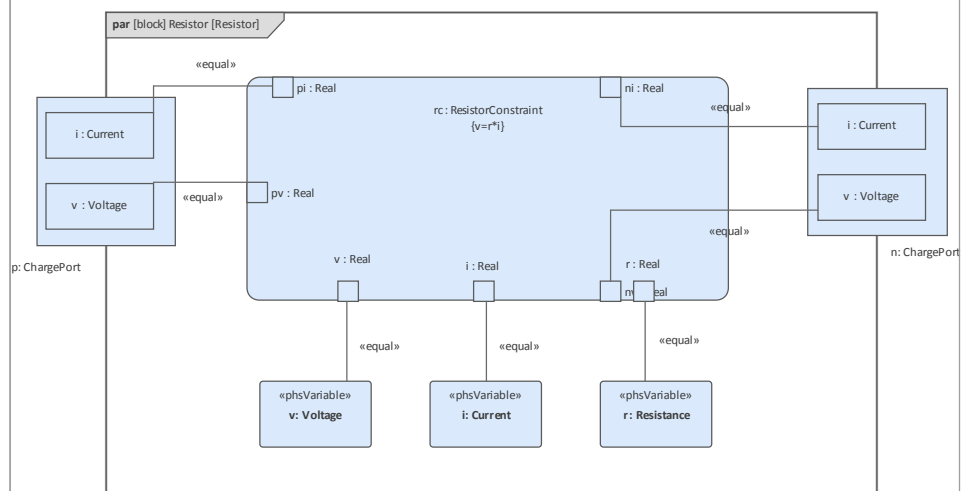 par [block] Resistor [Resistor]
«equal»
pi : Real
ni : Real
«equal»
rc : ResistorConstraint
{v=r*i}
i : Current
i : Current
v : Voltage
«equal»
pv : Real
v : Voltage
«equal»
p: ChargePort
n: ChargePort
v : Real
i : Real
r : Real
«equal»
«equal»
«equal»
«phsVariable»
v: Voltage
«phsVariable»
i: Current
«phsVariable»
r: Resistance